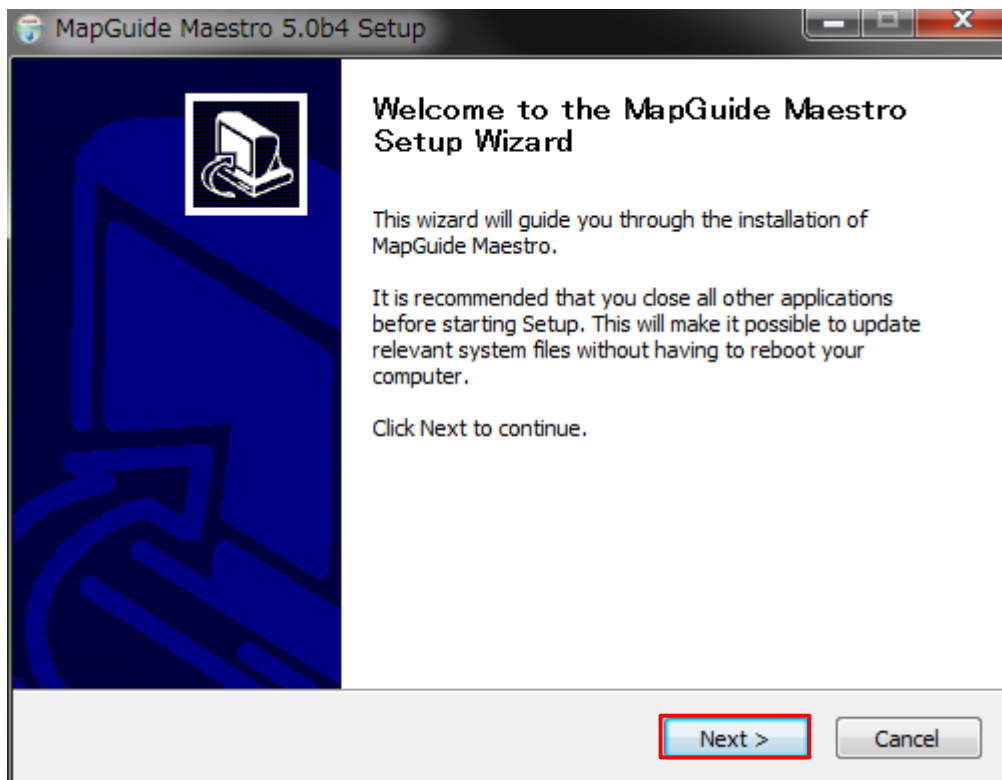 MapGuide Maestro 5.0b4 Setup
Welcome to the MapGuide Maestro
Setup Wizard
This wizard will guide you through the installation of
MapGuide Maestro.
It is recommended that you close all other applications
before starting Setup. This will make it possible to update
relevant system files without having to reboot your
computer.
Click Next to continue.
Next >
Cancel